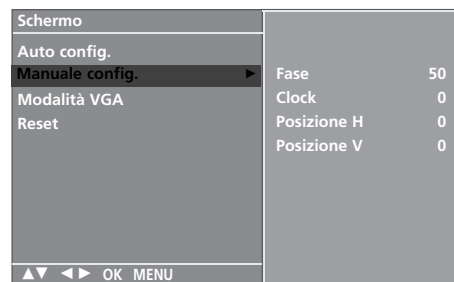 Schermo
Auto config.
Manuale config. ►
Modalità VGA
Reset
Fase 50
Clock 0
Posizione H 0
Posizione V 0
▲▼ ◄► OK MENU